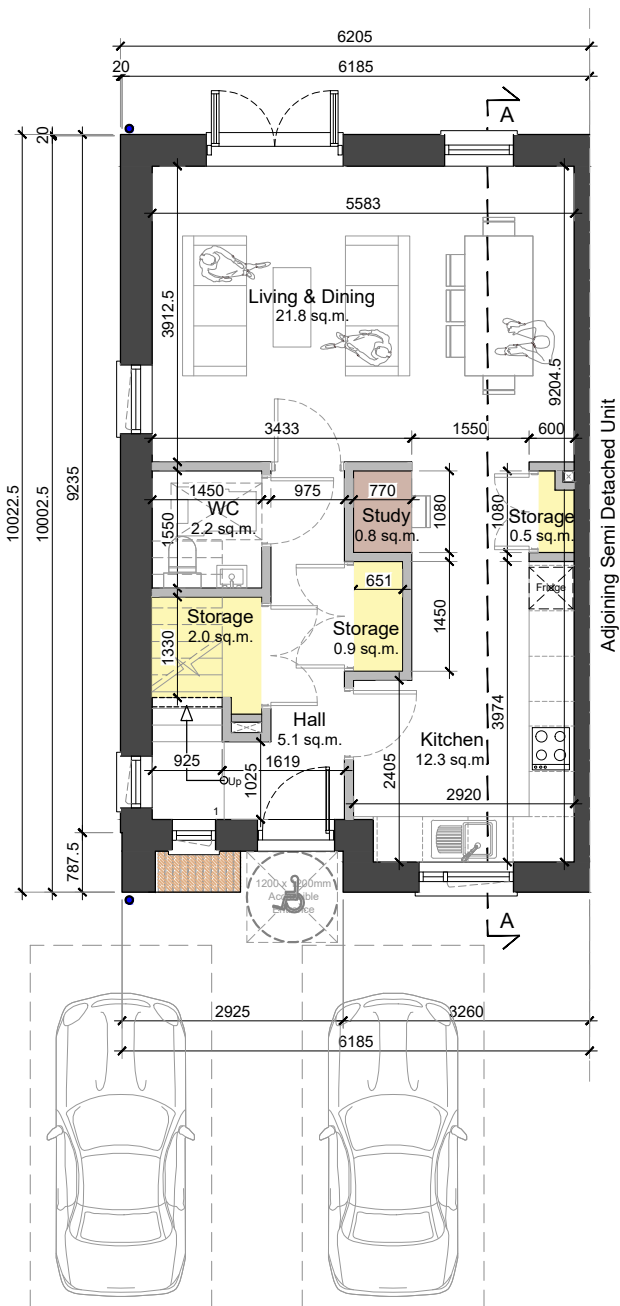 6205
20
6185
A
20
5583
3912.5
Living & Dining
21.8 sq.m.
9204.5
10022.5
10002.5
9235
3433
1550
600
Adjoining Semi Detached Unit
1450
975
770
WC
2.2 sq.m.
1550
Study
0.8 sq.m.
1080
1080
Storage
0.5 sq.m.
651
1450
Fridge
Storage
2.0 sq.m.
1330
Storage
0.9 sq.m.
Hall
5.1 sq.m.
Kitchen
12.3 sq.m.
3974
925
1619
1025
Up
2405
2920
1
787.5
1200 x 1200mm
Accessible
Entrance
A
2925
3260
6185